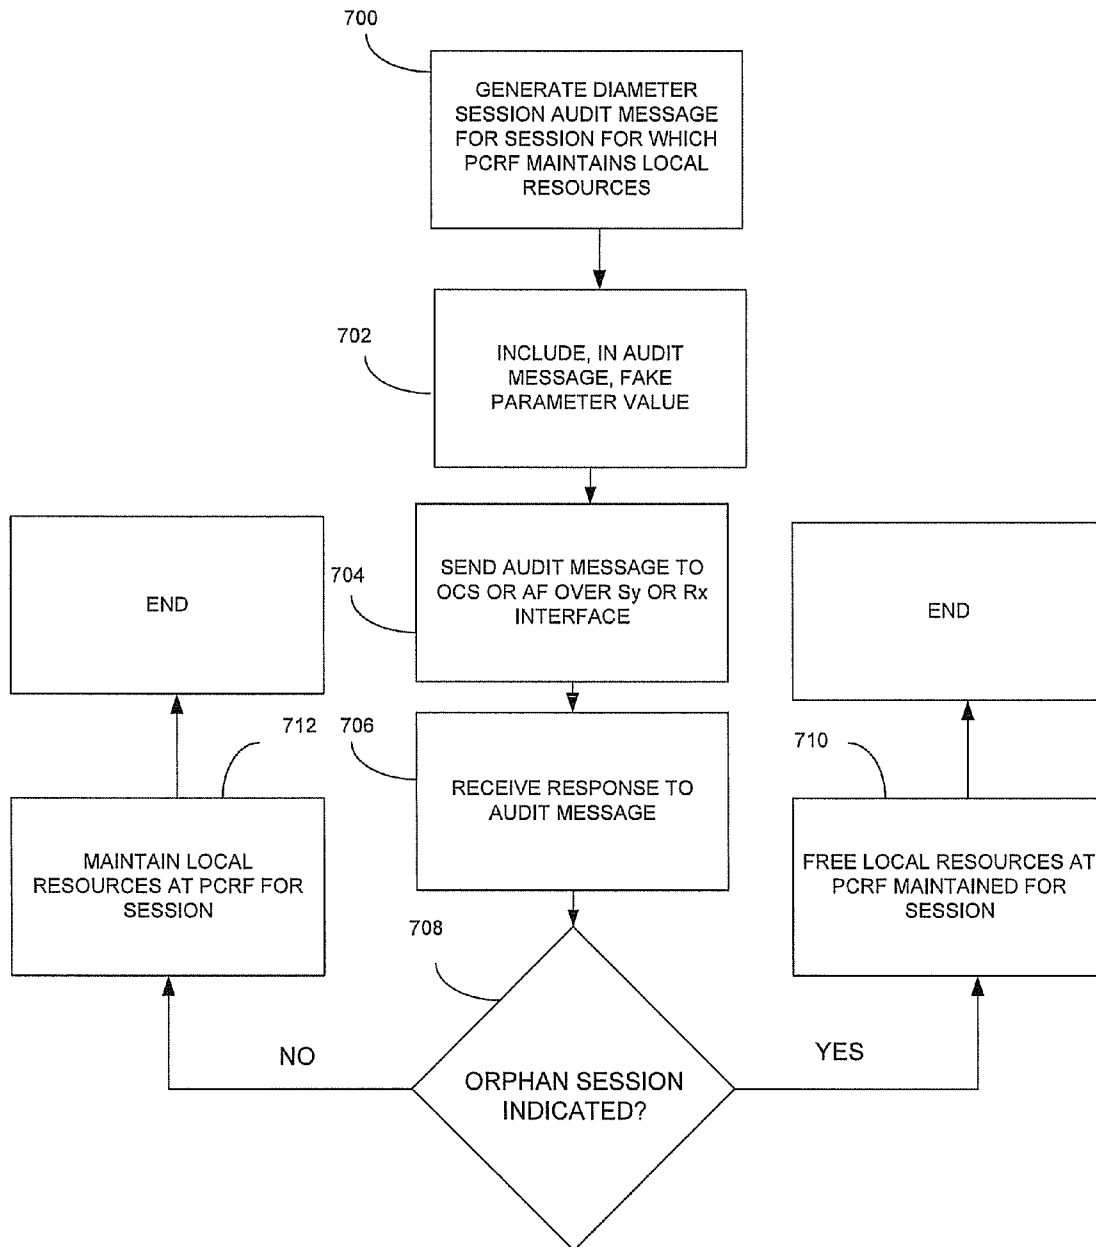 700
GENERATE DIAMETER
SESSION AUDIT MESSAGE
FOR SESSION FOR WHICH
PCRF MAINTAINS LOCAL
RESOURCES
702
INCLUDE, IN AUDIT
MESSAGE, FAKE
PARAMETER VALUE
704
SEND AUDIT MESSAGE TO
OCS OR AF OVER Sy OR Rx
INTERFACE
END
END
712
706
710
RECEIVE RESPONSE TO
AUDIT MESSAGE
MAINTAIN LOCAL
RESOURCES AT PCRF FOR
SESSION
FREE LOCAL RESOURCES AT
PCRF MAINTAINED FOR
SESSION
708
NO
YES
ORPHAN SESSION
INDICATED?